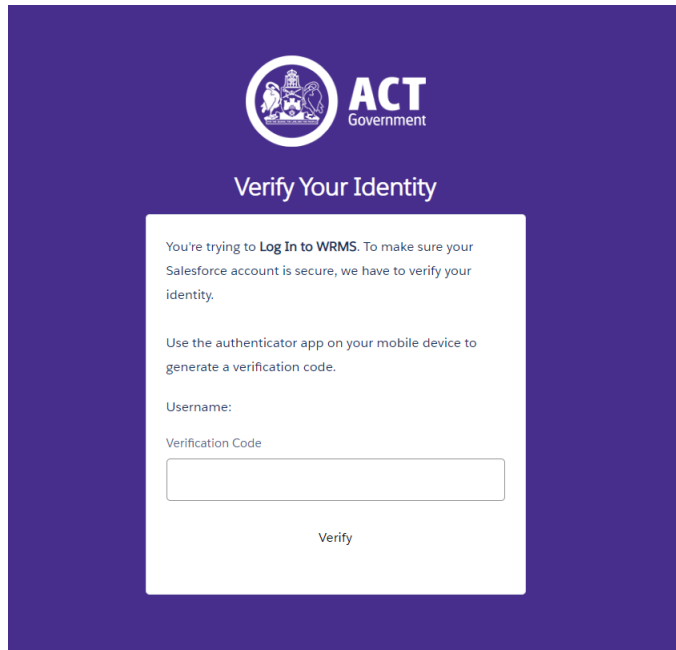 ACT
Government
Verify Your Identity
You're trying to Log In to WRMS. To make sure your
Salesforce account is secure, we have to verify your
identity.
Use the authenticator app on your mobile device to
generate a verification code.
Username:
Verification Code
Verify